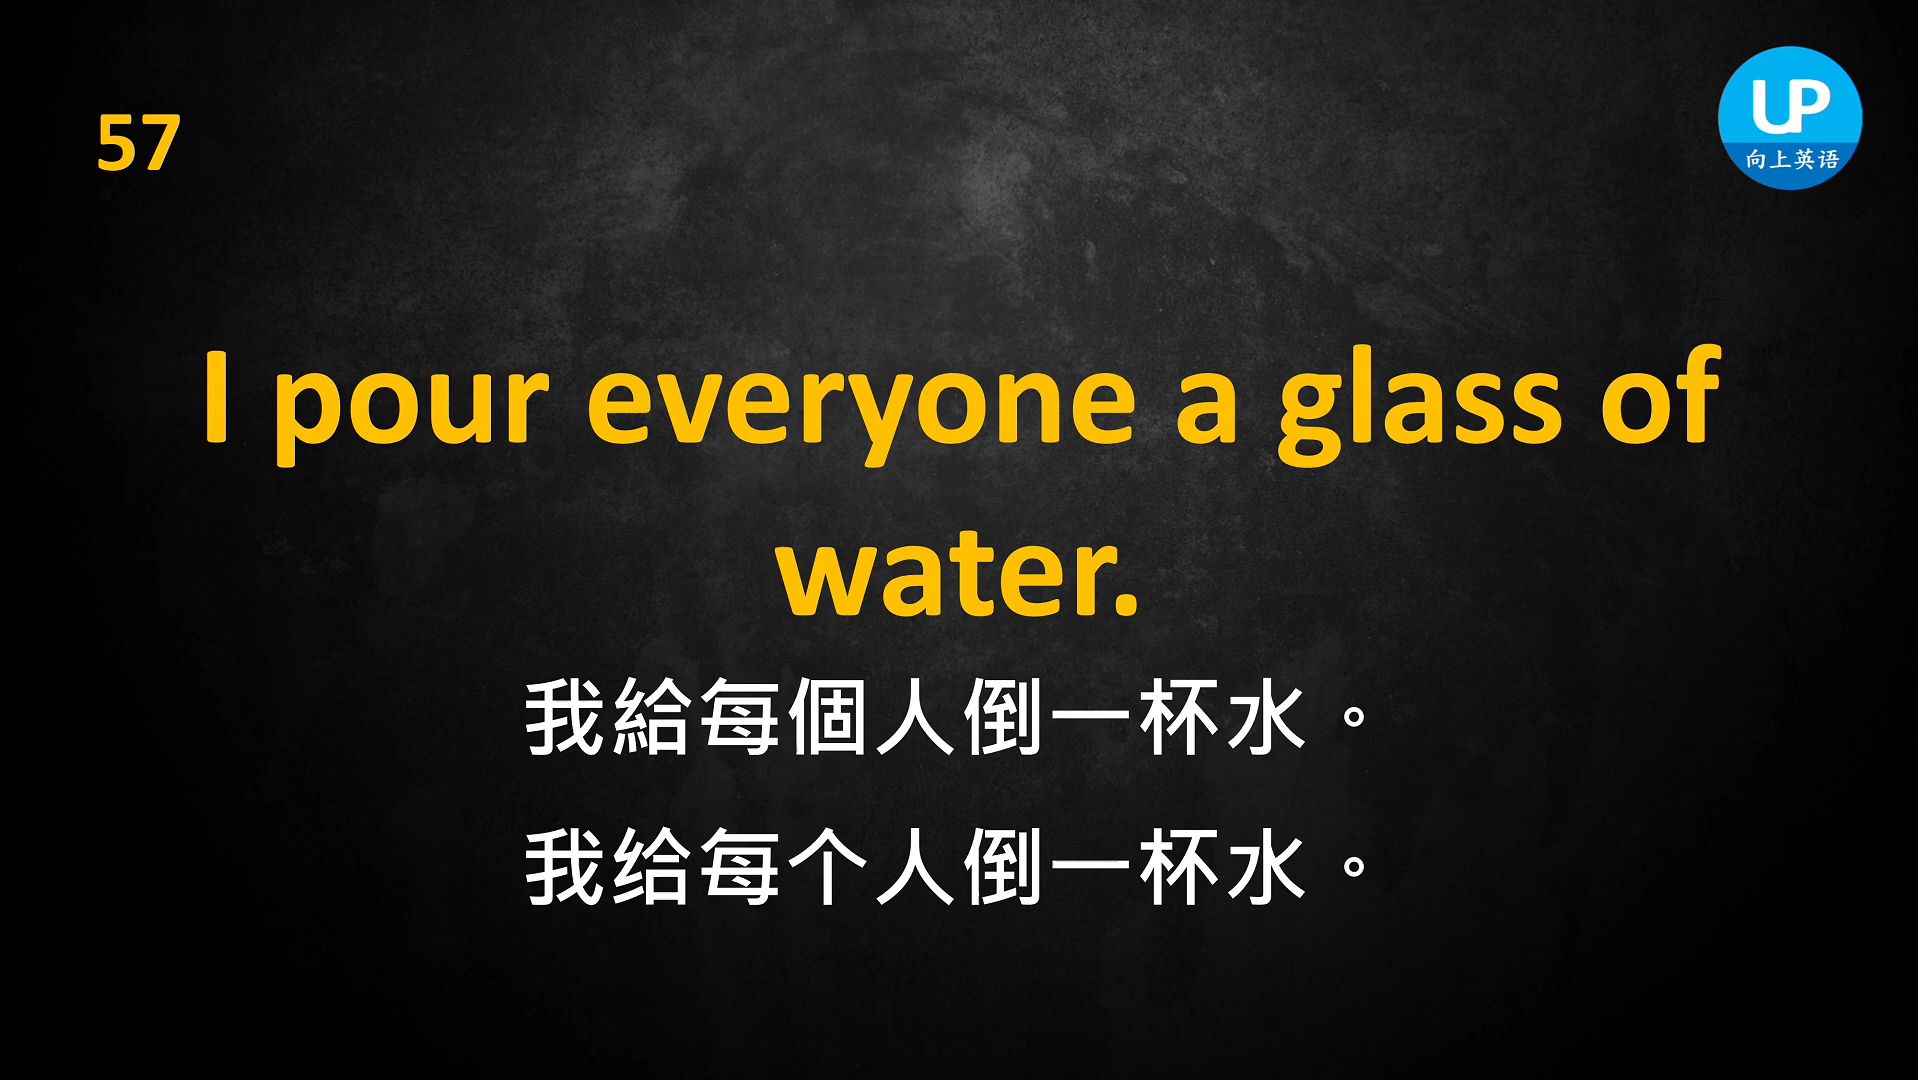 57
UP
向上英语
I pour everyone a glass of
water.
我給每個人倒一杯水。
我给每个人倒一杯水。